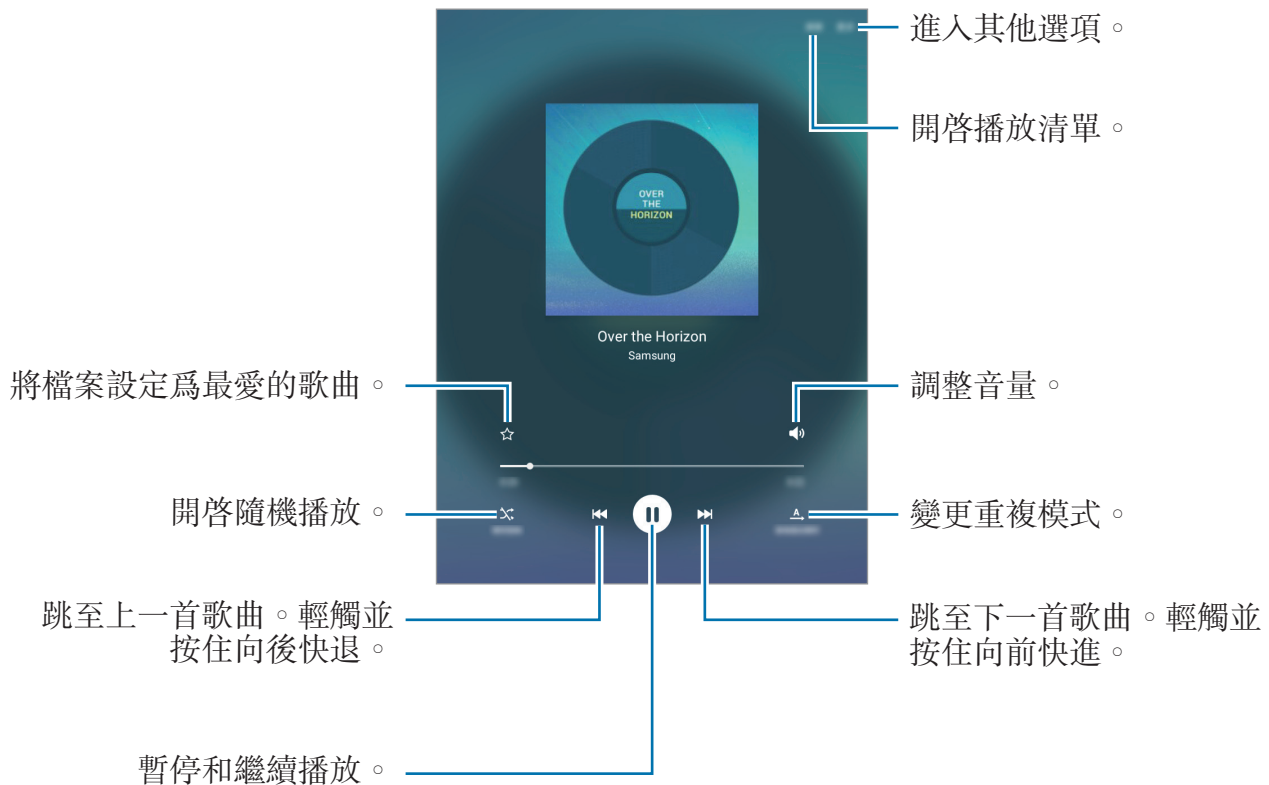 進入其他選項。
開啓播放清單。
OVER
THE
HORIZON
Over the Horizon
Samsung
將檔案設定爲最愛的歌曲。
調整音量。
開啓隨機播放。
A
變更重複模式。
跳至上一首歌曲。輕觸並
按住向後快退。
跳至下一首歌曲。輕觸並
按住向前快進。
暫停和繼續播放。